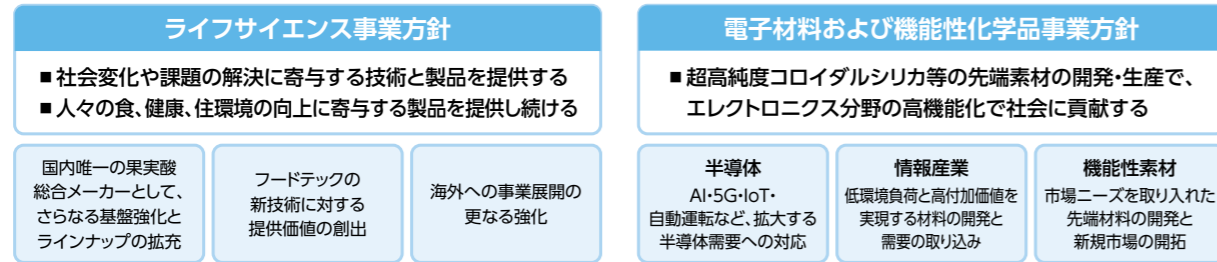 ライフサイエンス事業方針
■社会変化や課題の解決に寄与する技術と製品を提供する
■人々の食、健康、住環境の向上に寄与する製品を提供し続ける
国内唯一の果実酸
総合メーカーとして、
さらなる基盤強化と
ラインナップの拡充
フードテックの
新技術に対する
提供価値の創出
海外への事業展開の
更なる強化
電子材料および機能性化学品事業方針
■超高純度コロイダルシリカ等の先端素材の開発・生産で、
エレクトロニクス分野の高機能化で社会に貢献する
半導体
AI・5G・IoT・
自動運転など、拡大する
半導体需要への対応
情報産業
低環境負荷と高付加価値を
実現する材料の開発と
需要の取り込み
機能性素材
市場ニーズを取り入れた
先端材料の開発と
新規市場の開拓